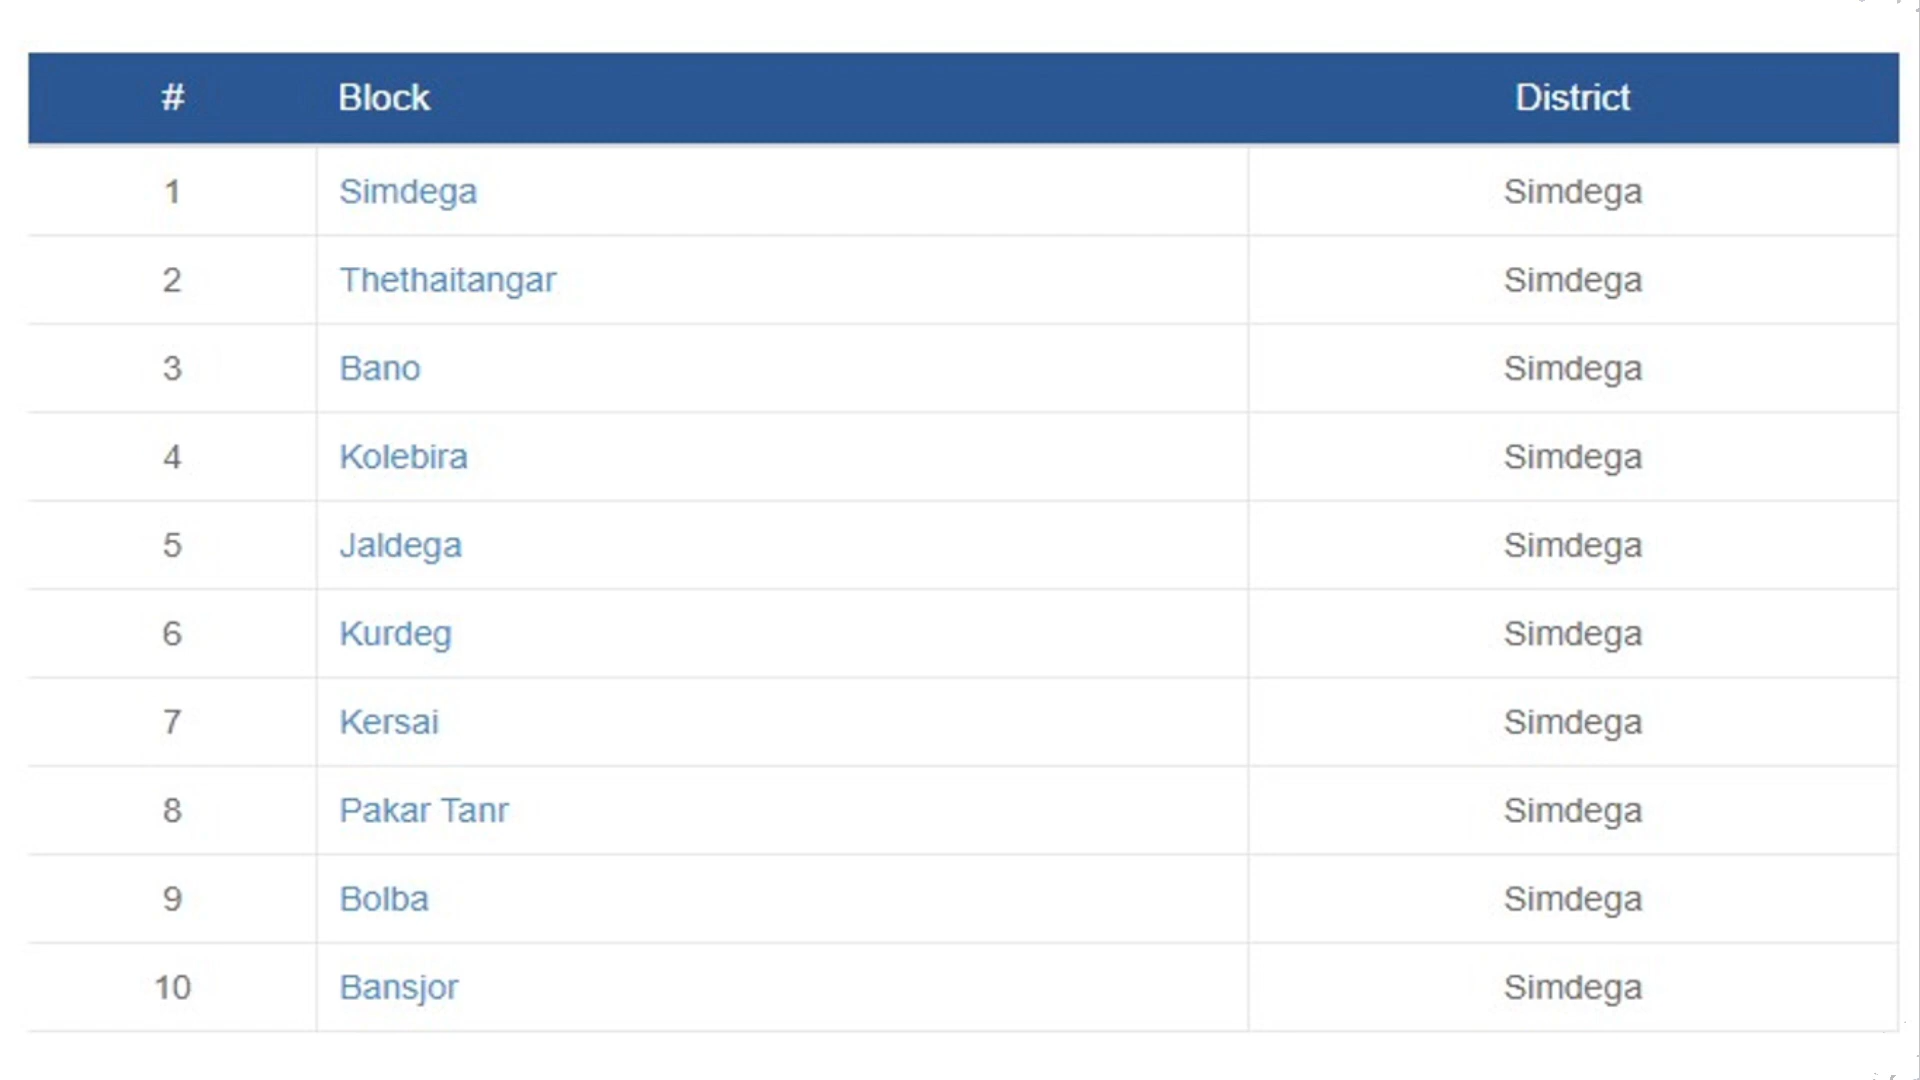 # Block District
1 Simdega Simdega
2 Thethaitangar Simdega
3 Bano Simdega
4 Kolebira Simdega
5 Jaldega Simdega
6 Kurdeg Simdega
7 Kersai Simdega
8 Pakar Tanr Simdega
9 Bolba Simdega
10 Bansjor Simdega